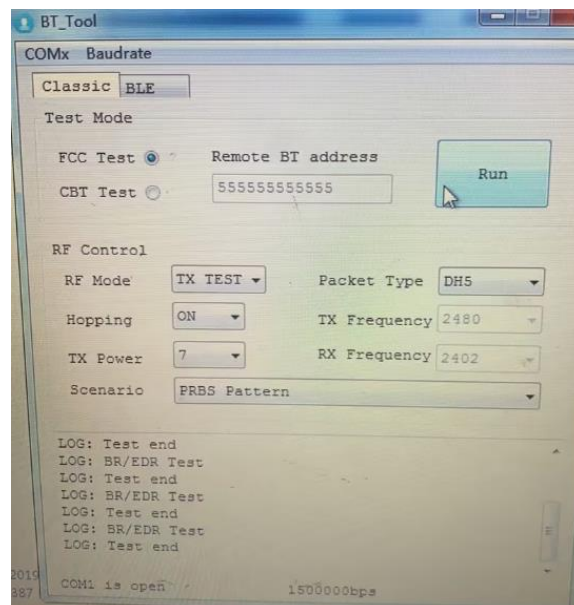 BT_Tool
COMx Baudrate
Classic BLE
Test Mode
FCC Test Remote BT address
Run
CBT Test 555555555555
RF Control
RF Mode TX TEST Packet Type DH5
Hopping ON TX Frequency 2480
TX Power 7 RX Frequency 2402
Scenario PRBS Pattern
LOG: Test end
LOG: BR/EDR Test
LOG: Test end
LOG: BR/EDR Test
LOG: Test end
LOG: BR/EDR Test
LOG: Test end
2019
387 COM1 is open 1500000bps